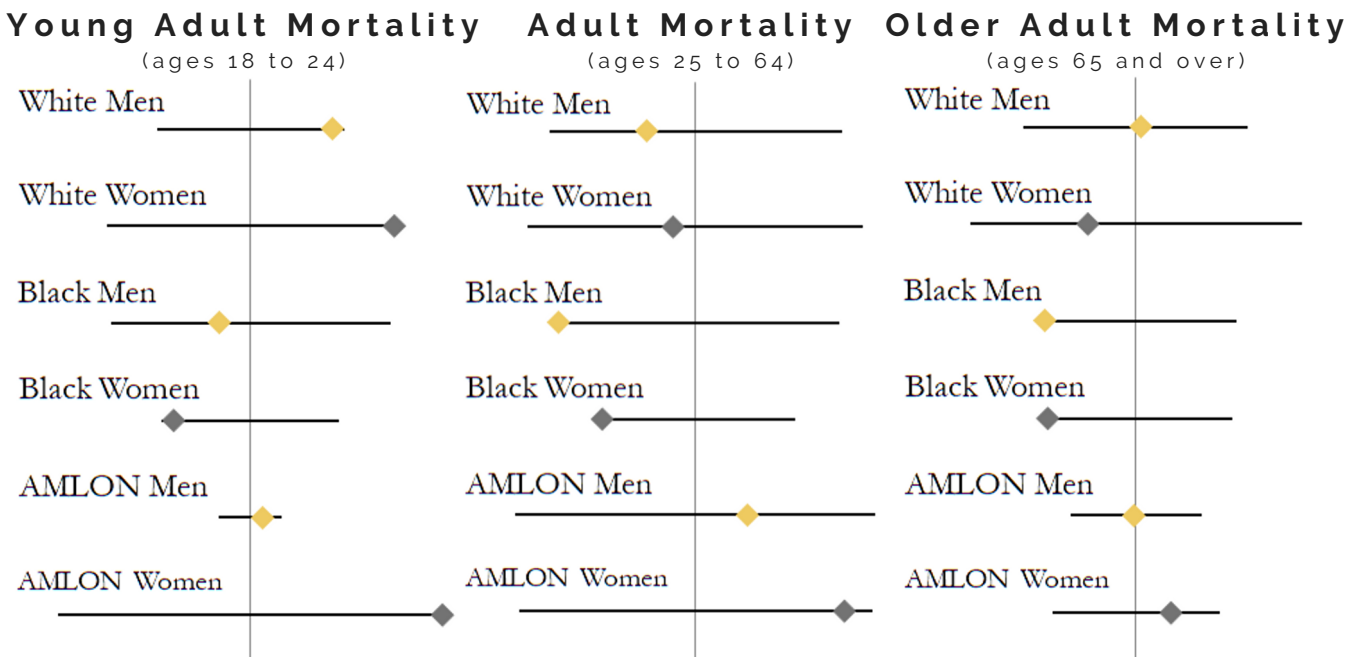 Young Adult Mortality
(ages 18 to 24)
White Men
White Women
Black Men
Black Women
AMLON Men
AMLON Women
Adult Mortality
(ages 25 to 64)
White Men
White Women
Black Men
Black Women
AMLON Men
AMLON Women
Older Adult Mortality
(ages 65 and over)
White Men
White Women
Black Men
Black Women
AMLON Men
AMLON Women